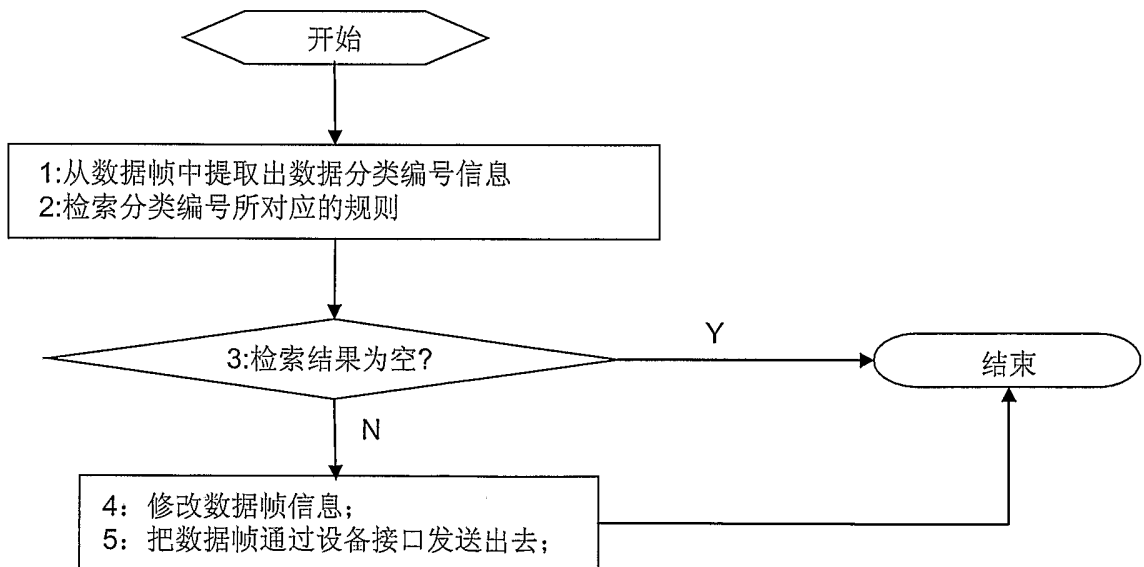 开始
1:从数据帧中提取出数据分类编号信息
2:检索分类编号所对应的规则
3:检索结果为空?
Y
结束
N
4：修改数据帧信息；
5：把数据帧通过设备接口发送出去；